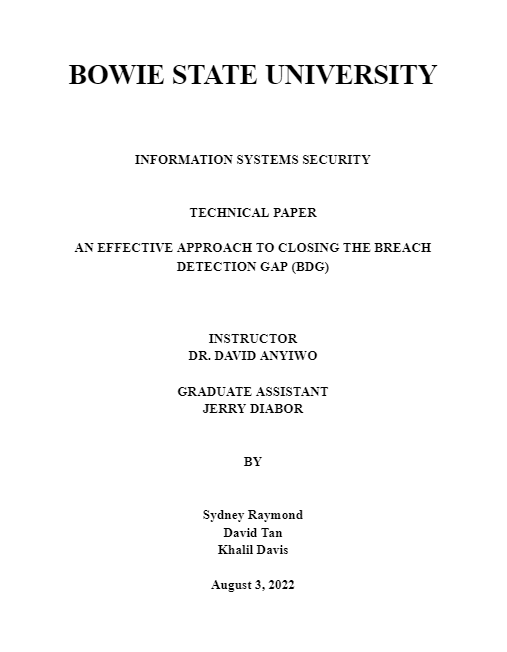 BOWIE STATE UNIVERSITY
INFORMATION SYSTEMS SECURITY
TECHNICAL PAPER
AN EFFECTIVE APPROACH TO CLOSING THE BREACH
DETECTION GAP (BDG)
INSTRUCTOR
DR. DAVID ANYIWO
GRADUATE ASSISTANT
JERRY DIABOR
BY
Sydney Raymond
David Tan
Khalil Davis
August 3, 2022